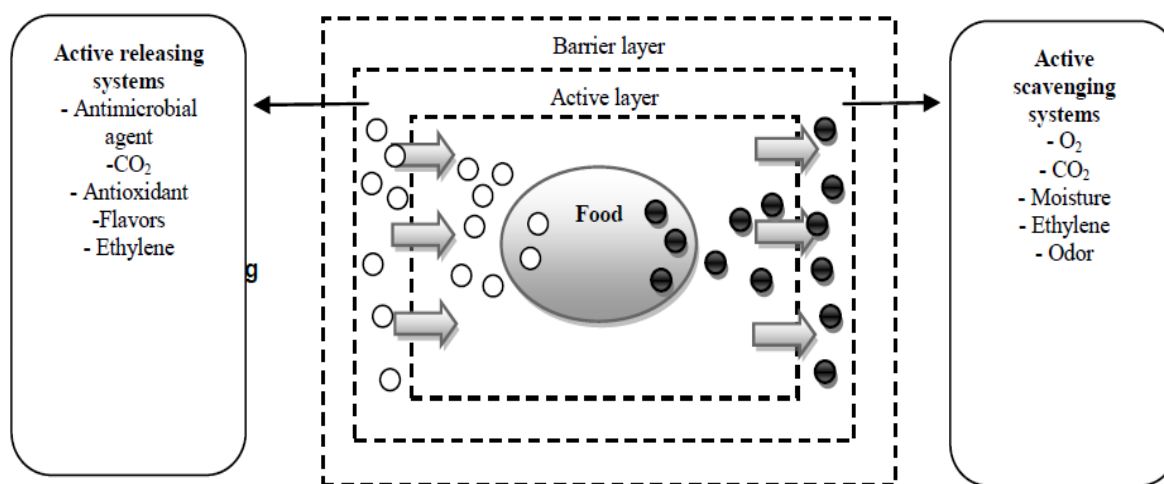 Active releasing
systems
- Antimicrobial
agent
-CO₂
- Antioxidant
-Flavors
- Ethylene
g
Barrier layer
Active layer
Food
Active
scavenging
systems
- O₂
- CO₂
- Moisture
- Ethylene
- Odor